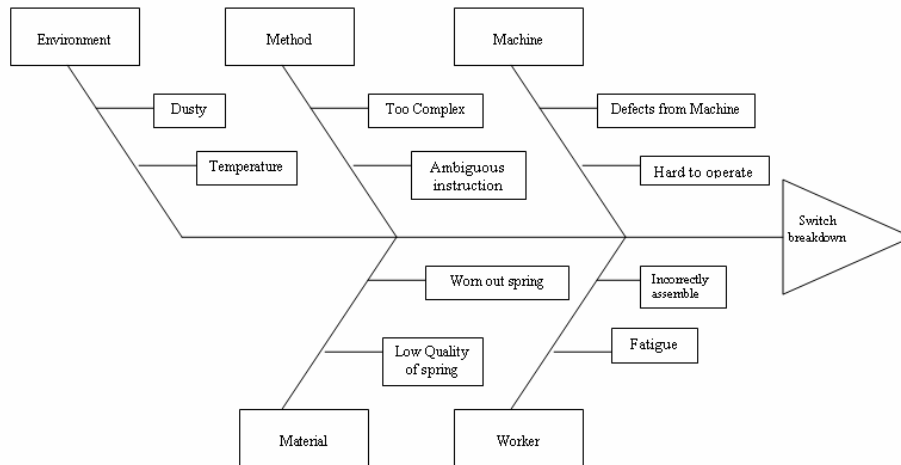 Environment
Method
Machine
Dusty
Too Complex
Defects from Machine
Temperature
Ambiguous
instruction
Hard to operate
Switch
breakdown
Worn out spring
Incorrectly
assemble
Low Quality
of spring
Fatigue
Material
Worker